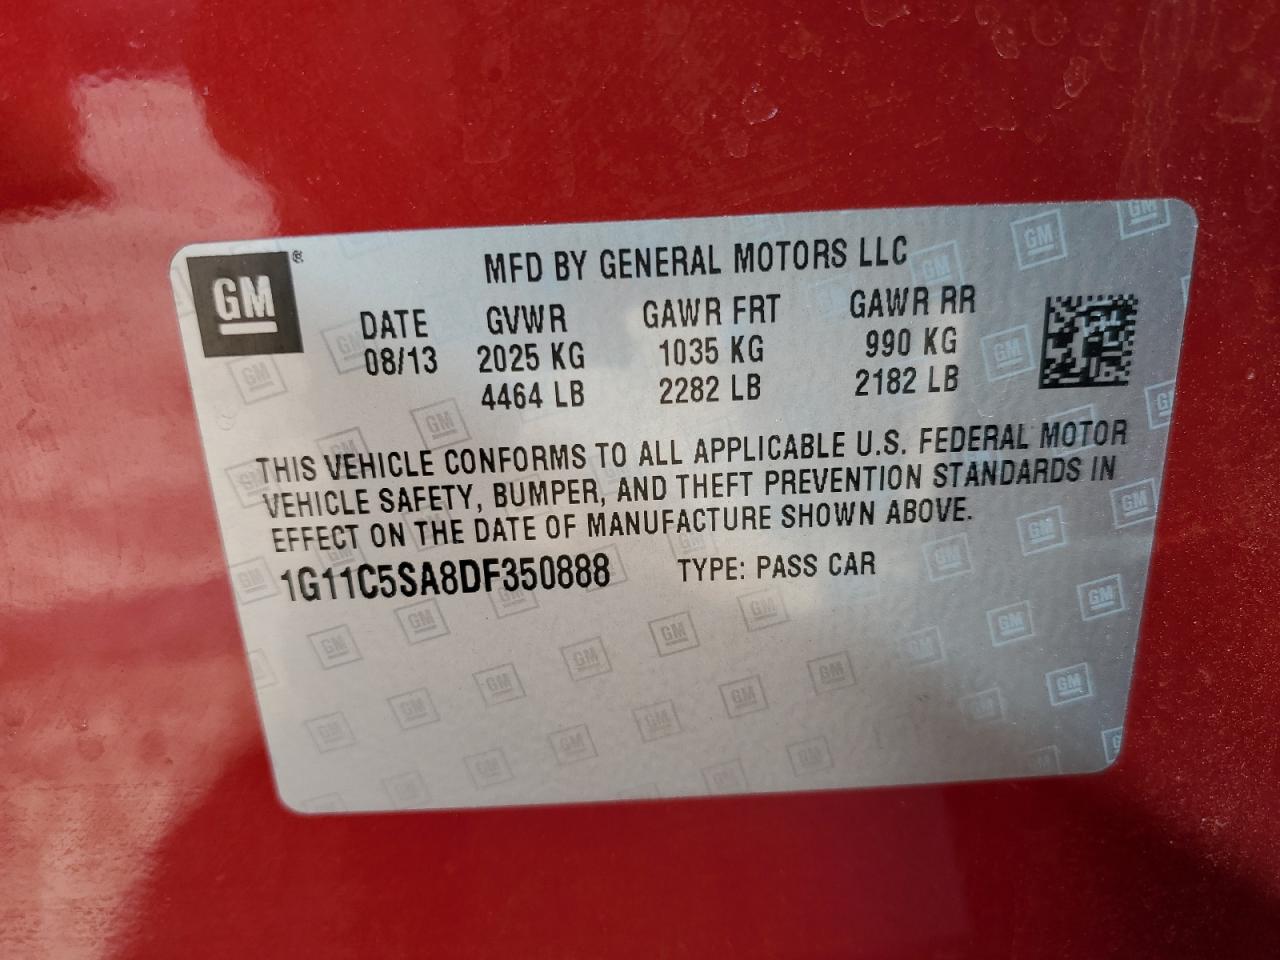 GM®
MFD BY GENERAL MOTORS LLC
DATE GVWR GAWR FRT GAWR RR
08/13 2025 KG 1035 KG 990 KG
4464 LB 2282 LB 2182 LB
THIS VEHICLE CONFORMS TO ALL APPLICABLE U.S. FEDERAL MOTOR
VEHICLE SAFETY, BUMPER, AND THEFT PREVENTION STANDARDS IN
EFFECT ON THE DATE OF MANUFACTURE SHOWN ABOVE.
1G11C5SA8DF350888 TYPE: PASS CAR